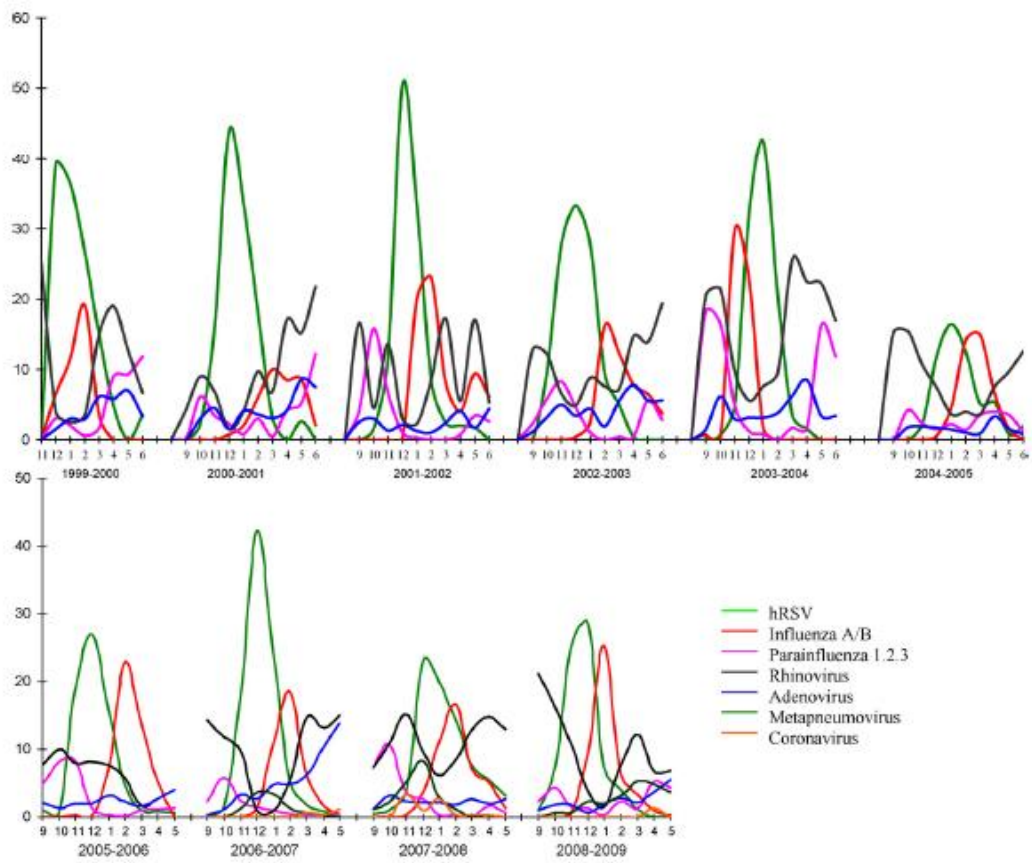 60
50
40
30
20
10
0
11 12 1 2 3 4 5 6
9 10 11 12 1 2 3 4 5 6
9 10 11 12 1 2 3 4 5 6
9 10 11 12 1 2 3 4 5 6
9 10 11 12 1 2 3 4 5 6
9 10 11 12 1 2 3 4 5 6
1999-2000 2000-2001 2001-2002 2002-2003 2003-2004 2004-2005
50
40
30
20
10
0
9 10 11 12 1 2 3 4 5
9 10 11 12 1 2 3 4 5
9 10 11 12 1 2 3 4 5
9 10 11 12 1 2 3 4 5
2005-2006 2006-2007 2007-2008 2008-2009
hRSV
Influenza A/B
Parainfluenza 1.2.3
Rhinovirus
Adenovirus
Metapneumovirus
Coronavirus